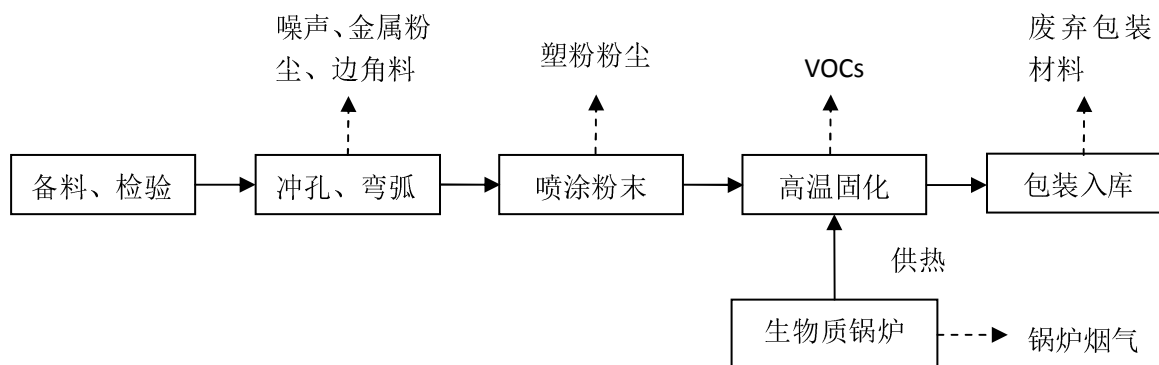 噪声、金属粉
尘、边角料
塑粉粉尘
VOCs
废弃包装
材料
备料、检验
冲孔、弯弧
喷涂粉末
高温固化
包装入库
供热
生物质锅炉
锅炉烟气